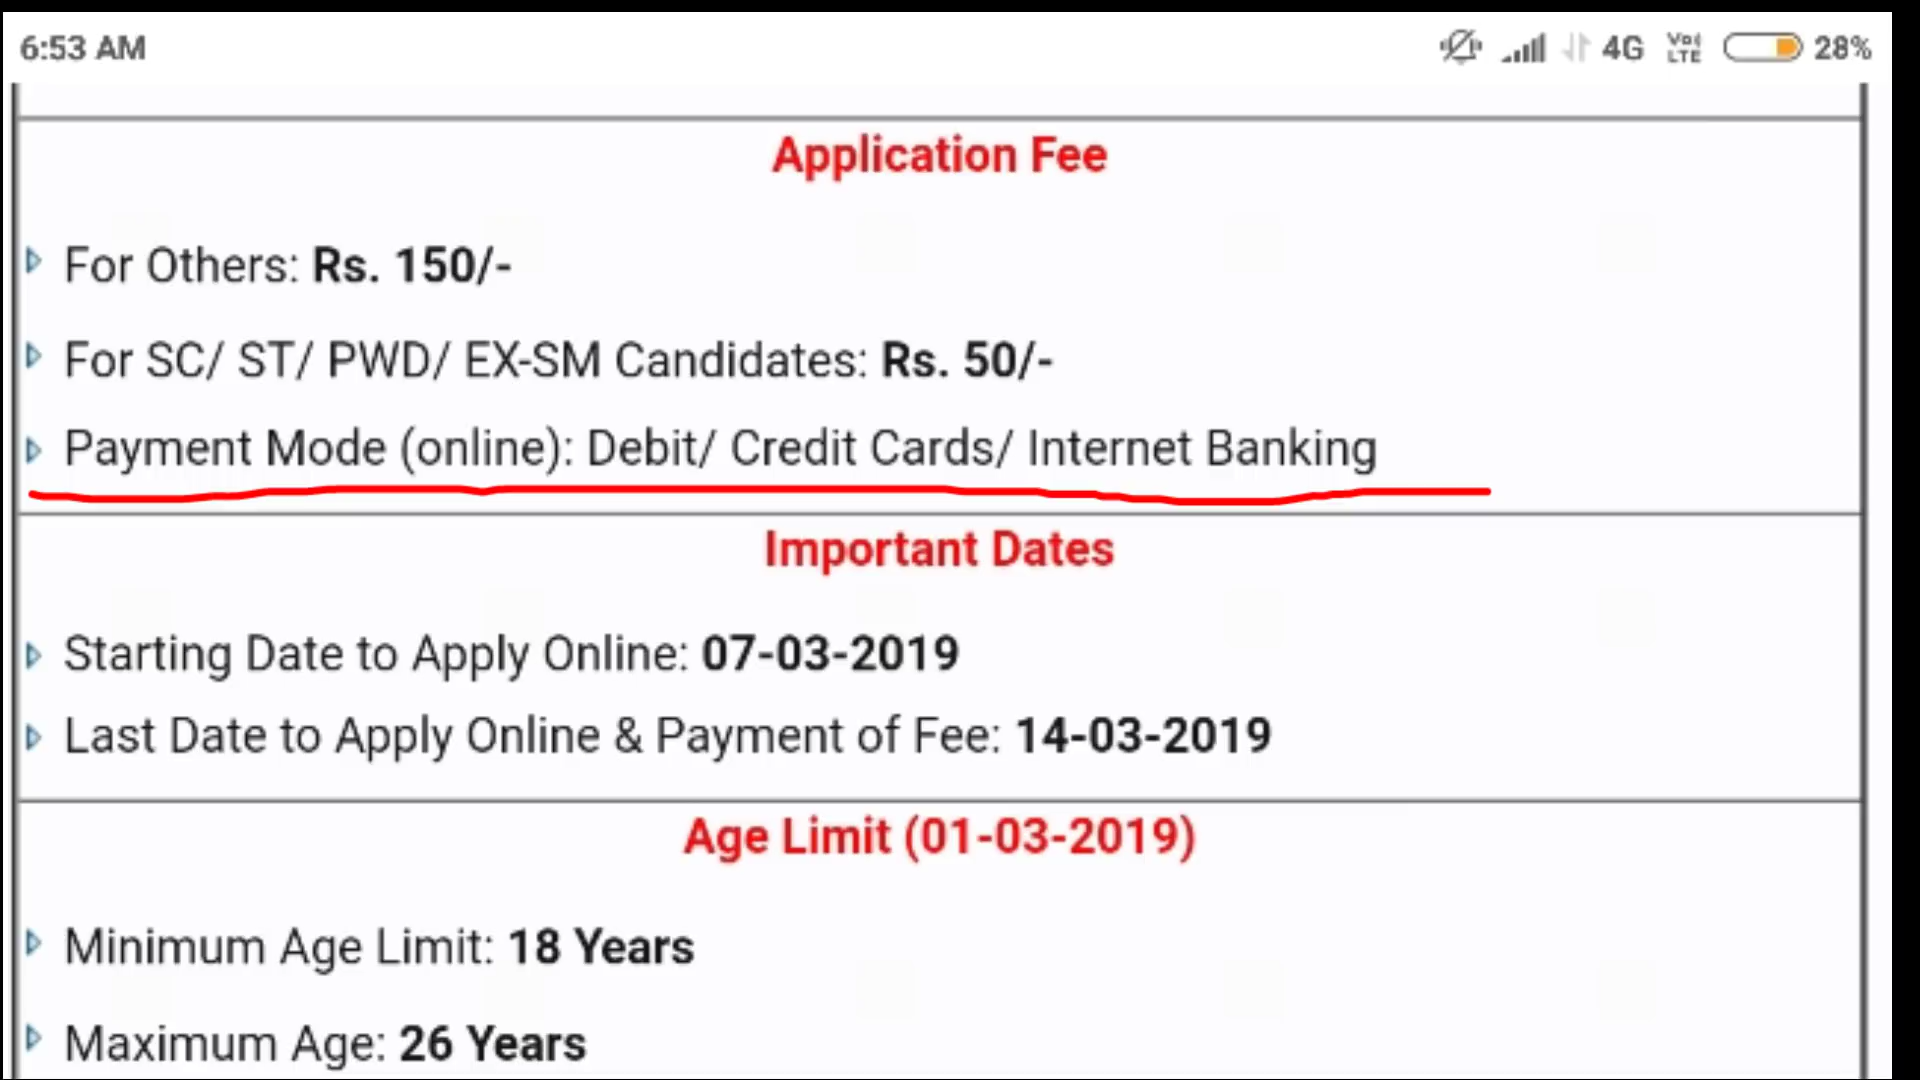 6:53 AM 4G Vo) LTE 28%
Application Fee
For Others: Rs. 150/-
For SC/ ST/ PWD/ EX-SM Candidates: Rs. 50/-
Payment Mode (online): Debit/ Credit Cards/ Internet Banking
Important Dates
Starting Date to Apply Online: 07-03-2019
Last Date to Apply Online & Payment of Fee: 14-03-2019
Age Limit (01-03-2019)
Minimum Age Limit: 18 Years
Maximum Age: 26 Years